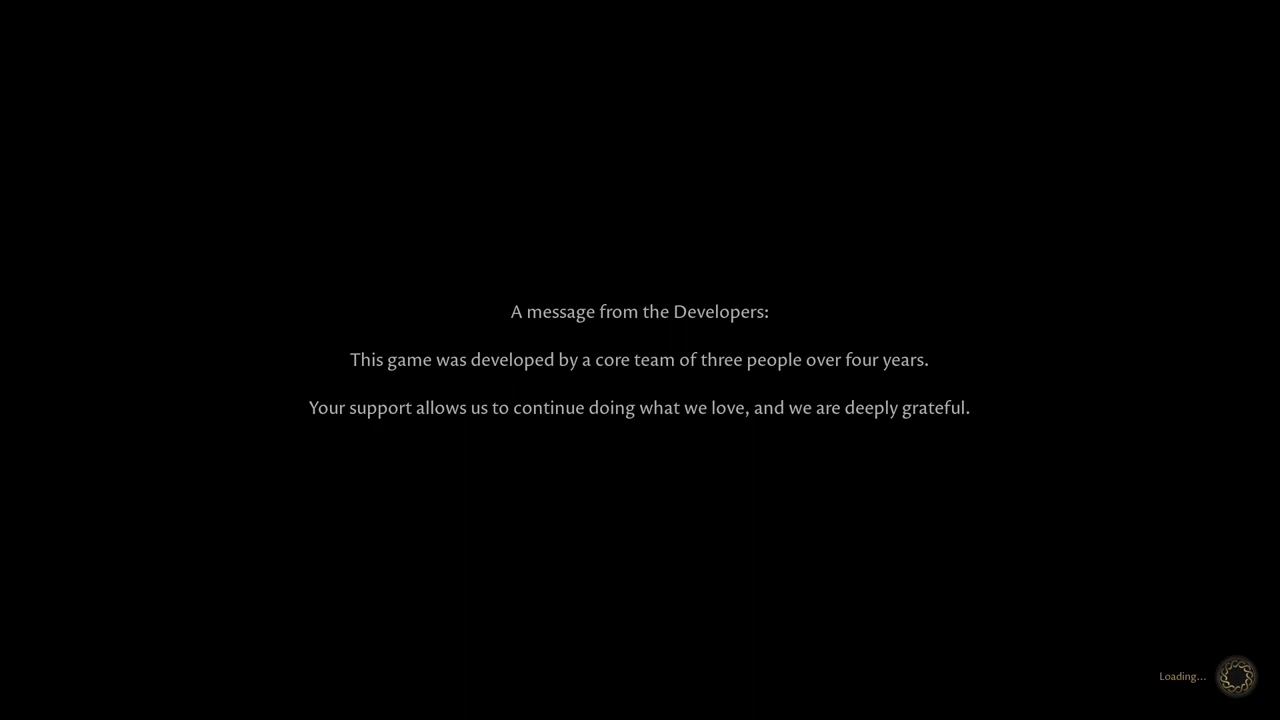 A message from the Developers:
This game was developed by a core team of three people over four years.
Your support allows us to continue doing what we love, and we are deeply grateful.
Loading...